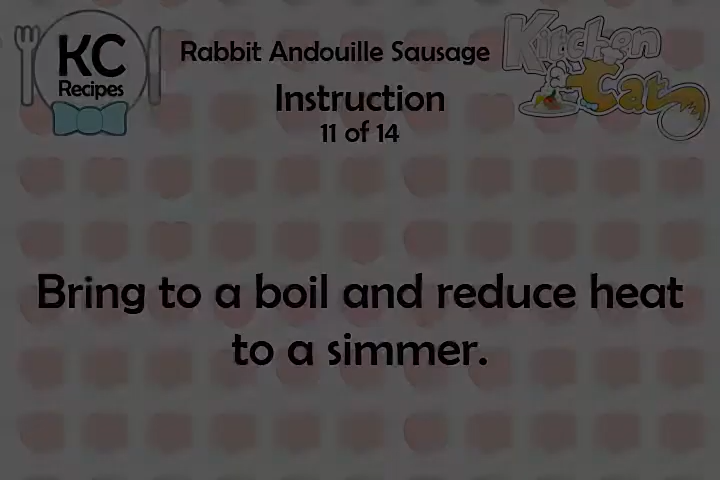 KC
Recipes
Rabbit Andouille Sausage
Kitchen
Cat
Instruction
11 of 14
Bring to a boil and reduce heat
to a simmer.